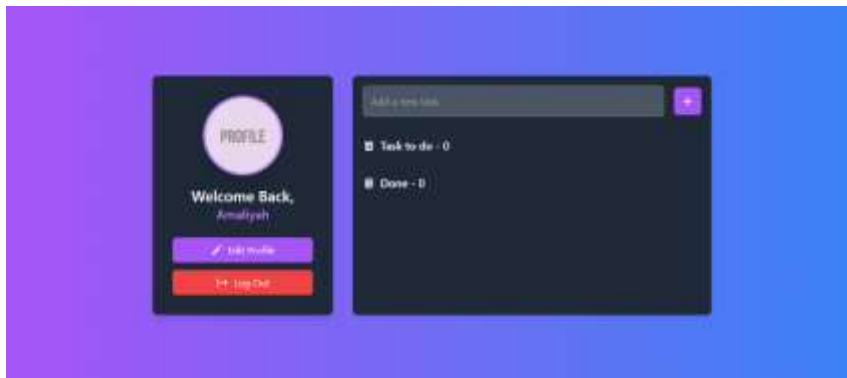 PROFILE
Welcome Back,
Amaliyah
Edit Profile
Log Out
Add a new task
+
Task to do - 0
Done - 0